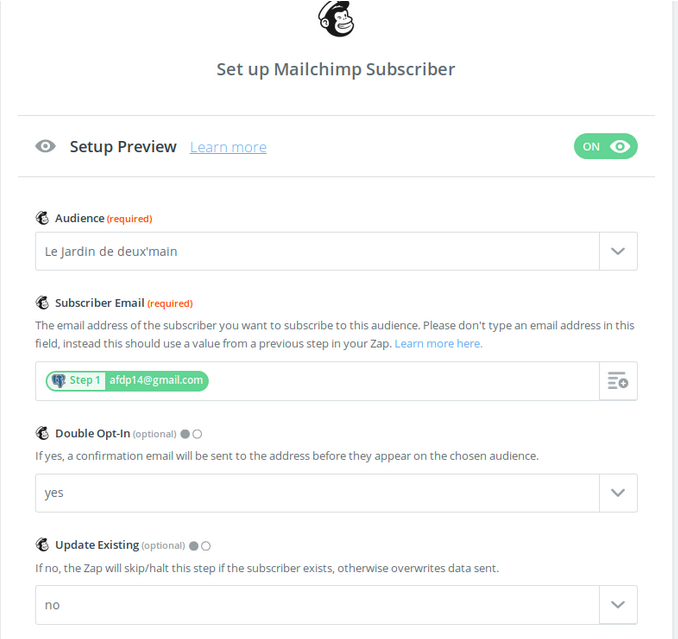 Set up Mailchimp Subscriber
Setup Preview Learn more ON
Audience (required)
Le Jardin de deux'main
Subscriber Email (required)
The email address of the subscriber you want to subscribe to this audience. Please don't type an email address in this
field, instead this should use a value from a previous step in your Zap. Learn more here.
Step 1 afdp14@gmail.com
Double Opt-In (optional)
If yes, a confirmation email will be sent to the address before they appear on the chosen audience.
yes
Update Existing (optional)
If no, the Zap will skip/halt this step if the subscriber exists, otherwise overwrites data sent.
no